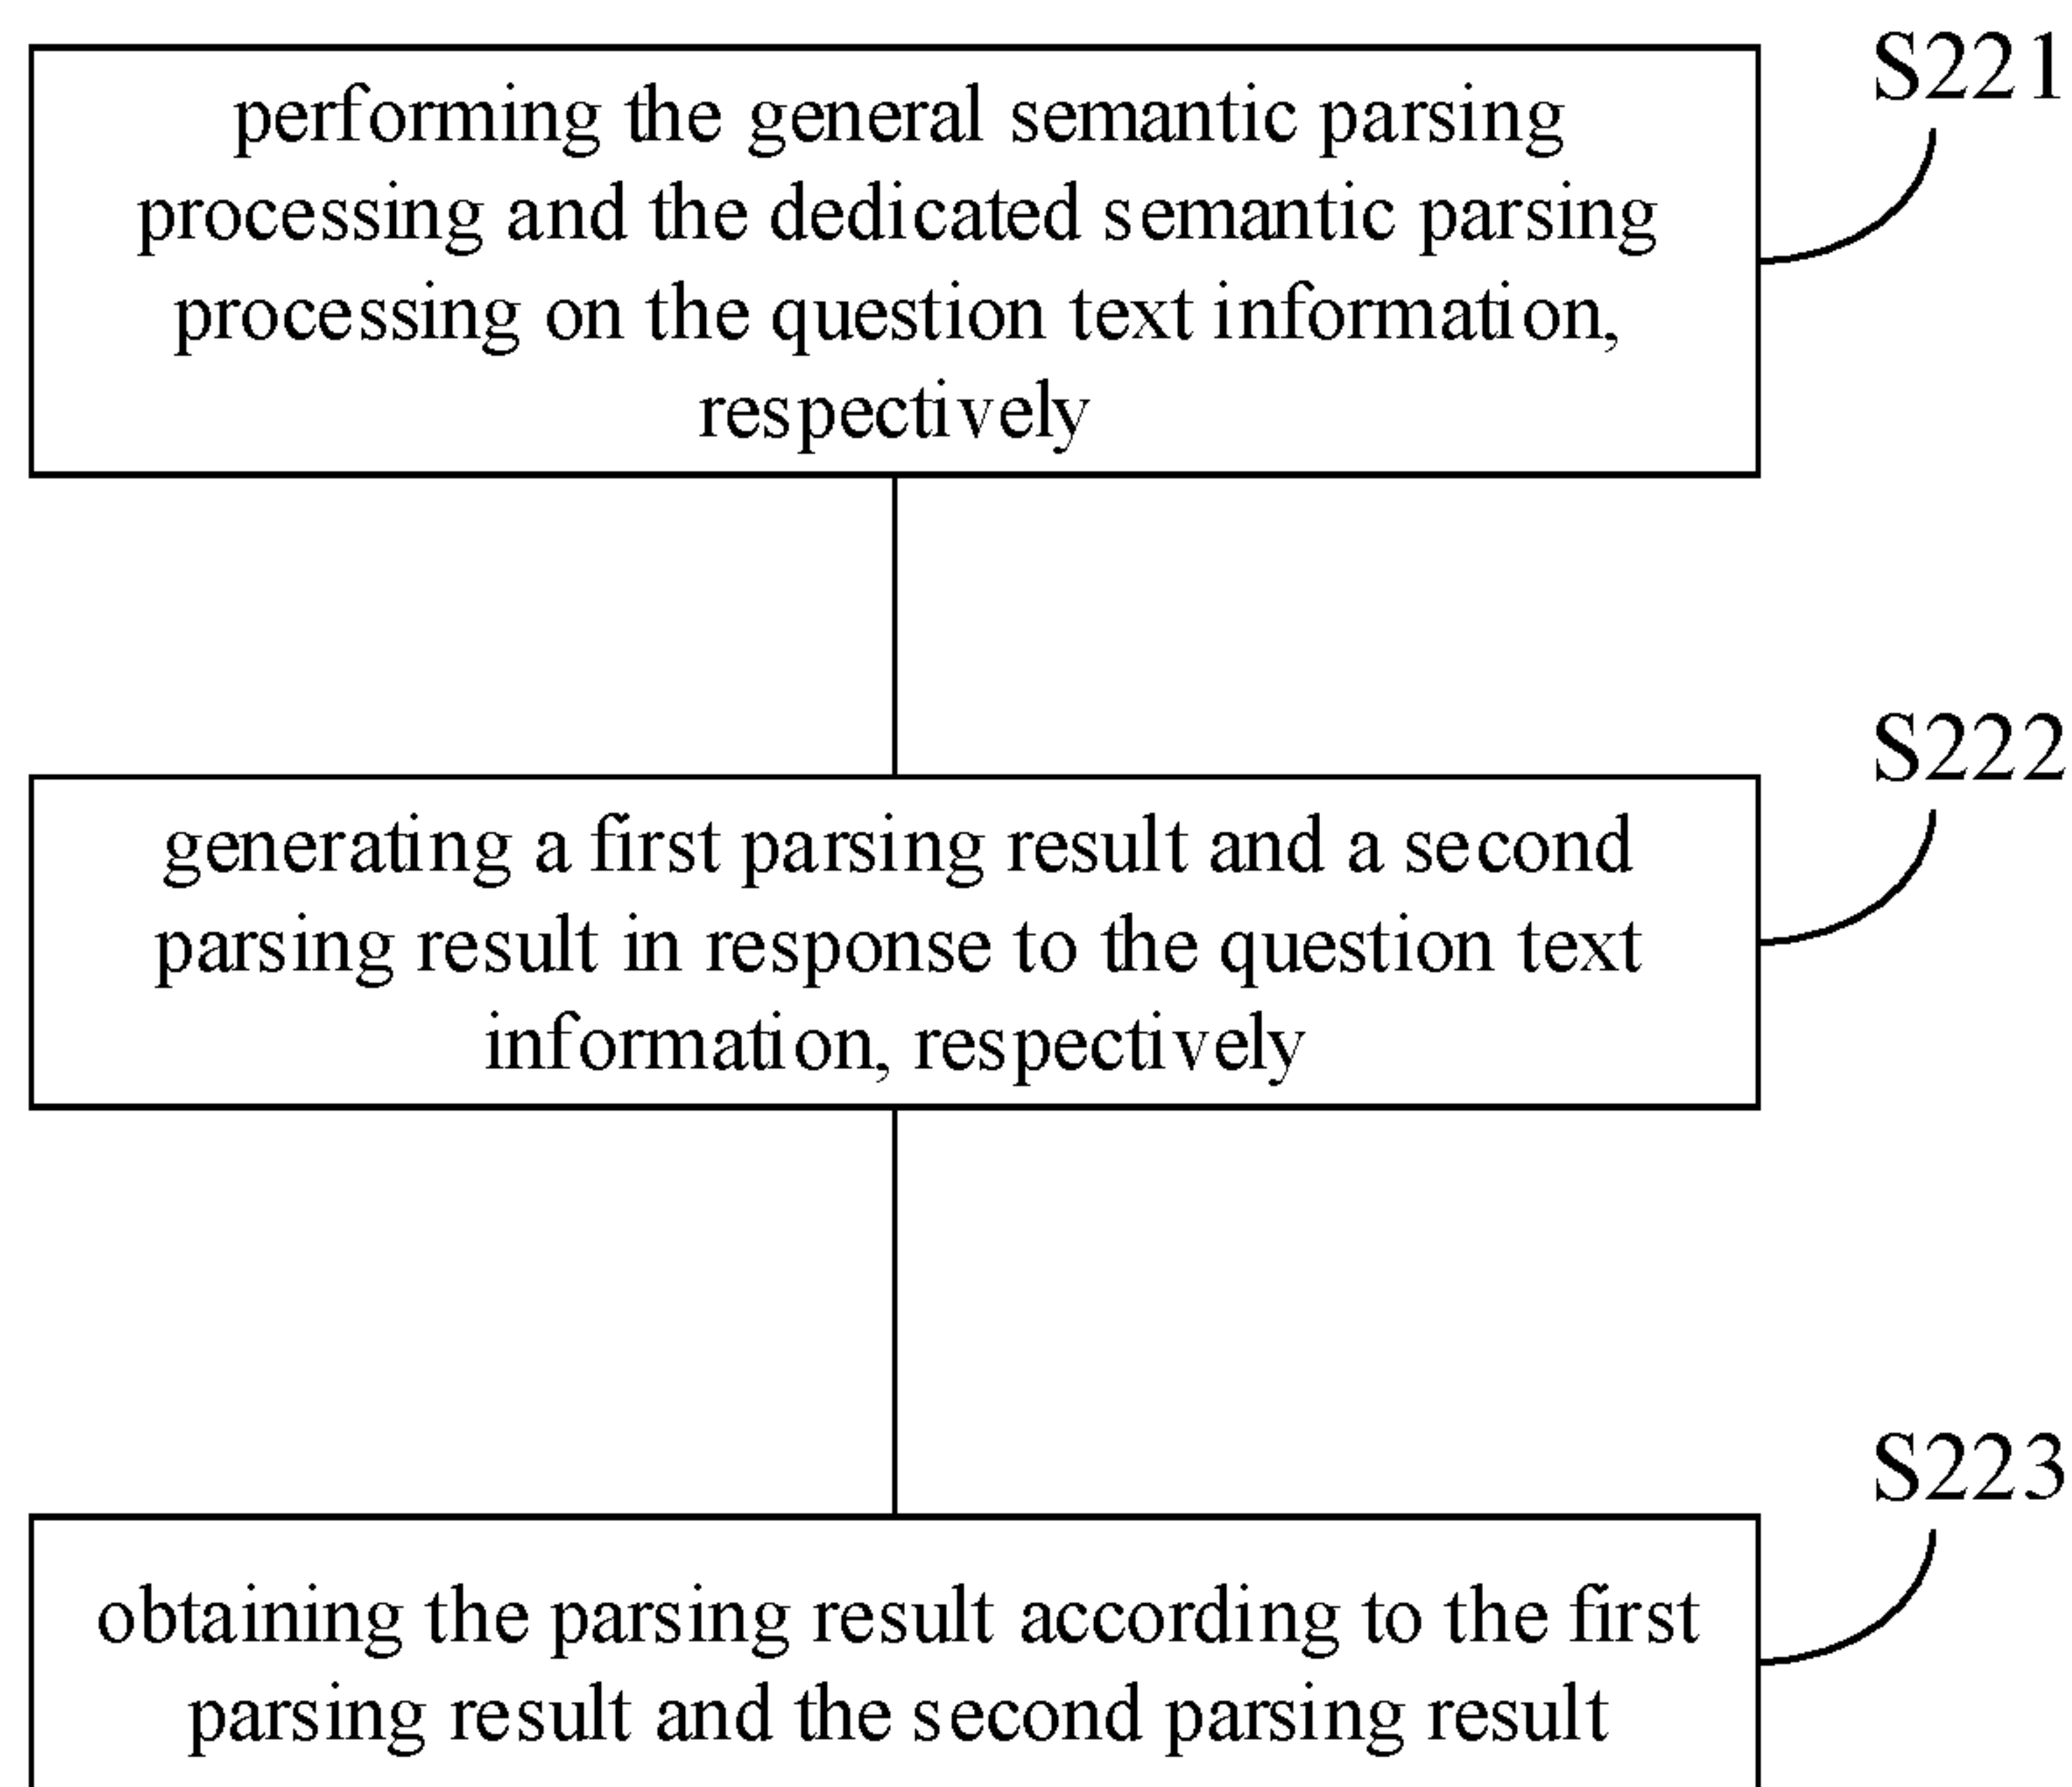 S221
performing the general semantic parsing
processing and the dedicated semantic parsing
processing on the question text information,
respectively
S222
generating a first parsing result and a second
parsing result in response to the question text
information, respectively
S223
obtaining the parsing result according to the first
parsing result and the second parsing result